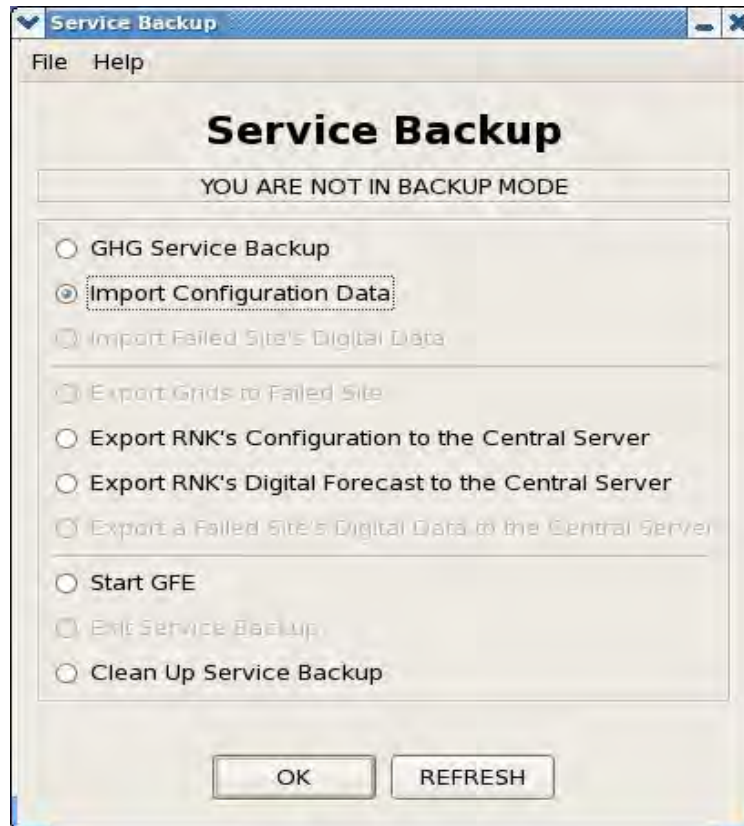 Service Backup
File Help
Service Backup
YOU ARE NOT IN BACKUP MODE
GHG Service Backup
Import Configuration Data
Import Failed Site's Digital Data
Export Grids to Failed Site
Export RNK's Configuration to the Central Server
Export RNK's Digital Forecast to the Central Server
Export a Failed Site's Digital Data to the Central Server
Start GFE
Exit Service Backup
Clean Up Service Backup
OK REFRESH